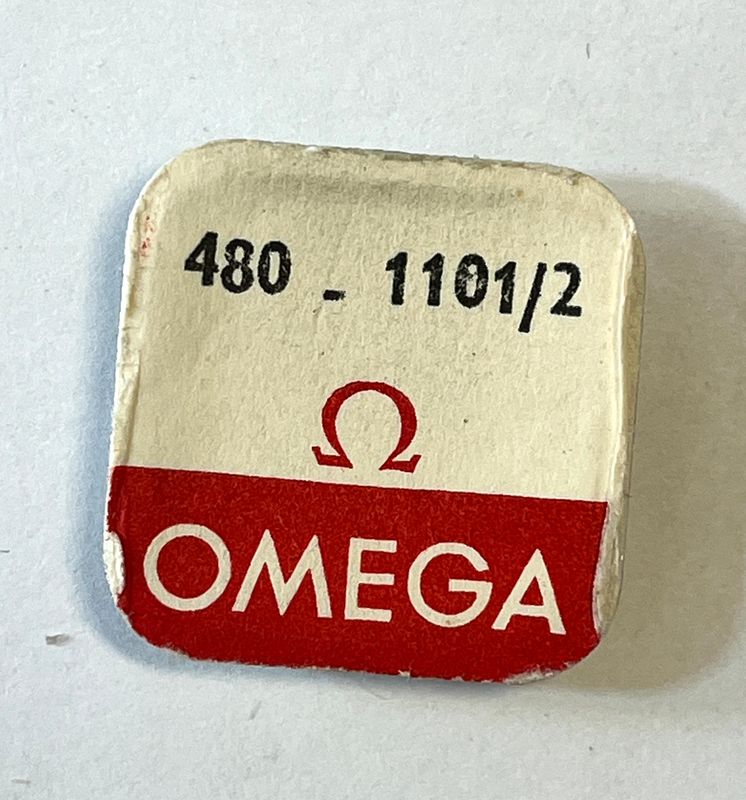 480 - 1101/2
Ω
OMEGA